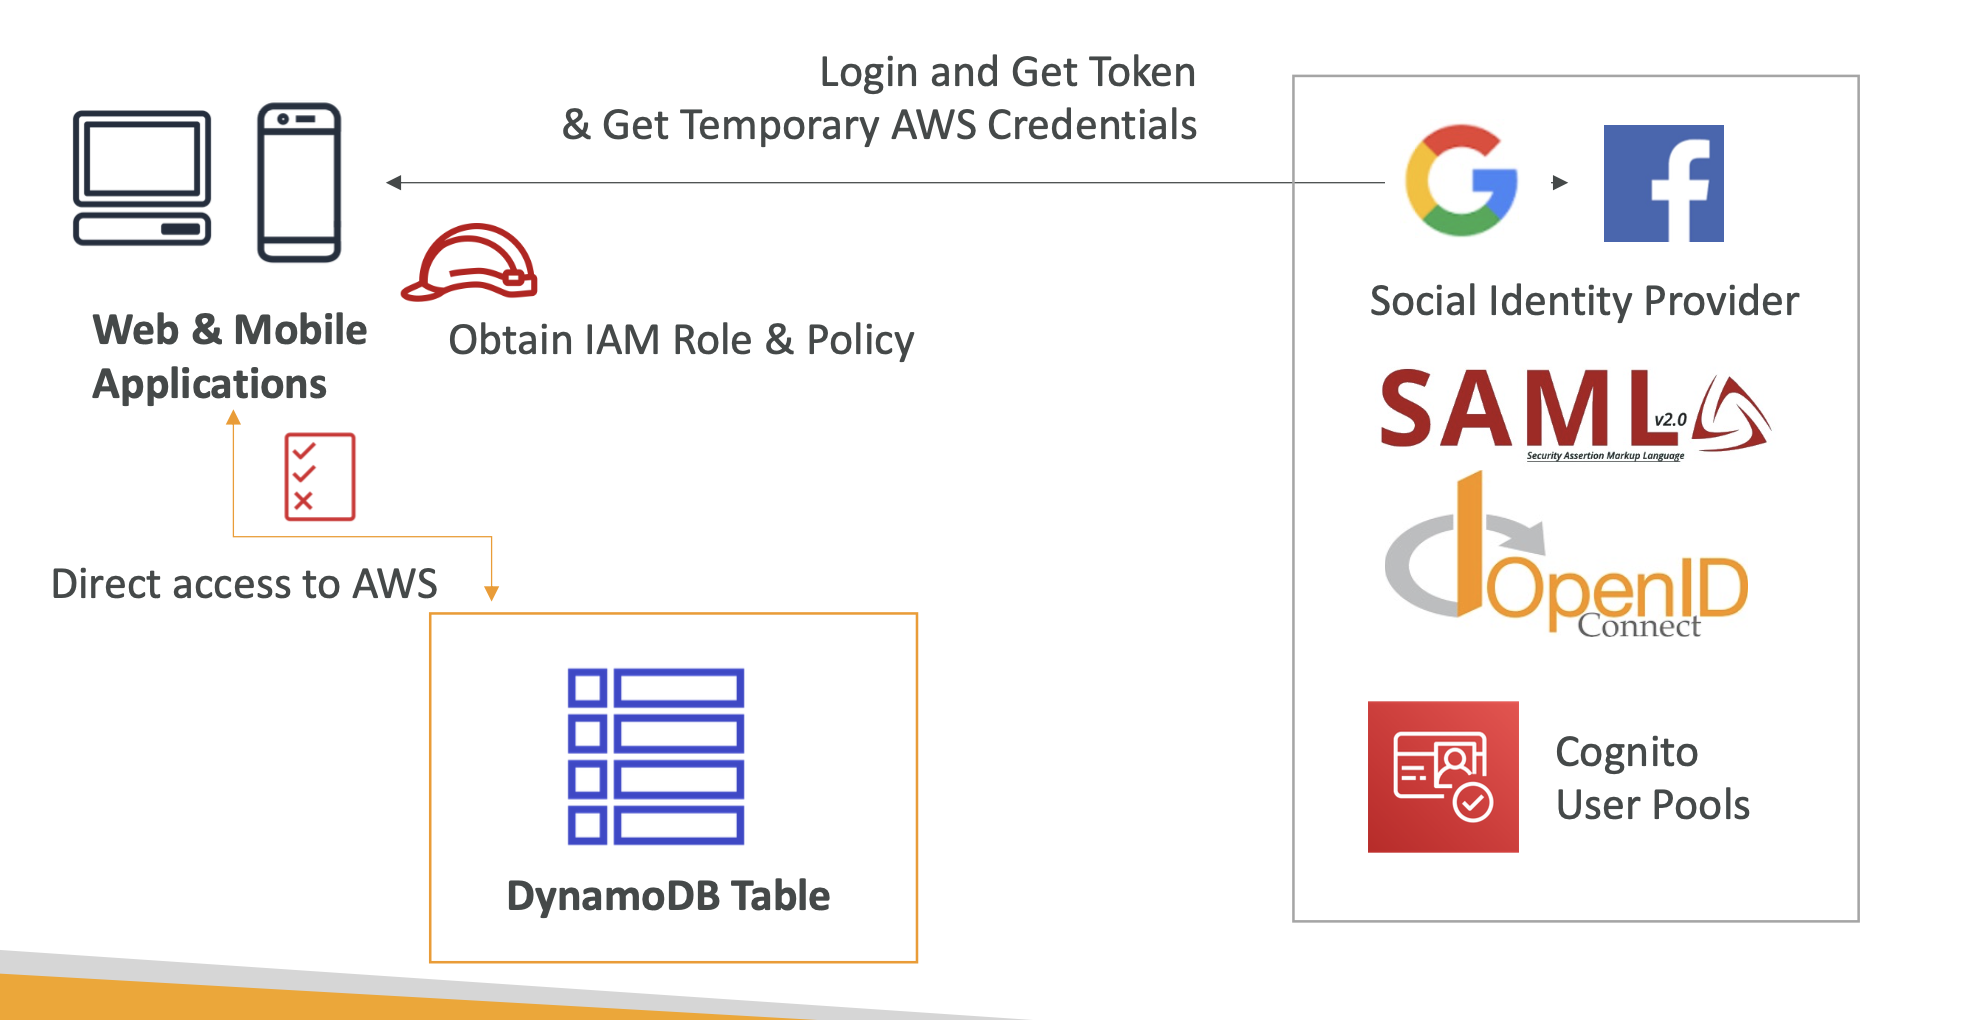 Login and Get Token
& Get Temporary AWS Credentials
Social Identity Provider
Web & Mobile
Applications
Obtain IAM Role & Policy
SAML v2.0
Security Assertion Markup Language
OpenID
Connect
Direct access to AWS
Cognito
User Pools
DynamoDB Table